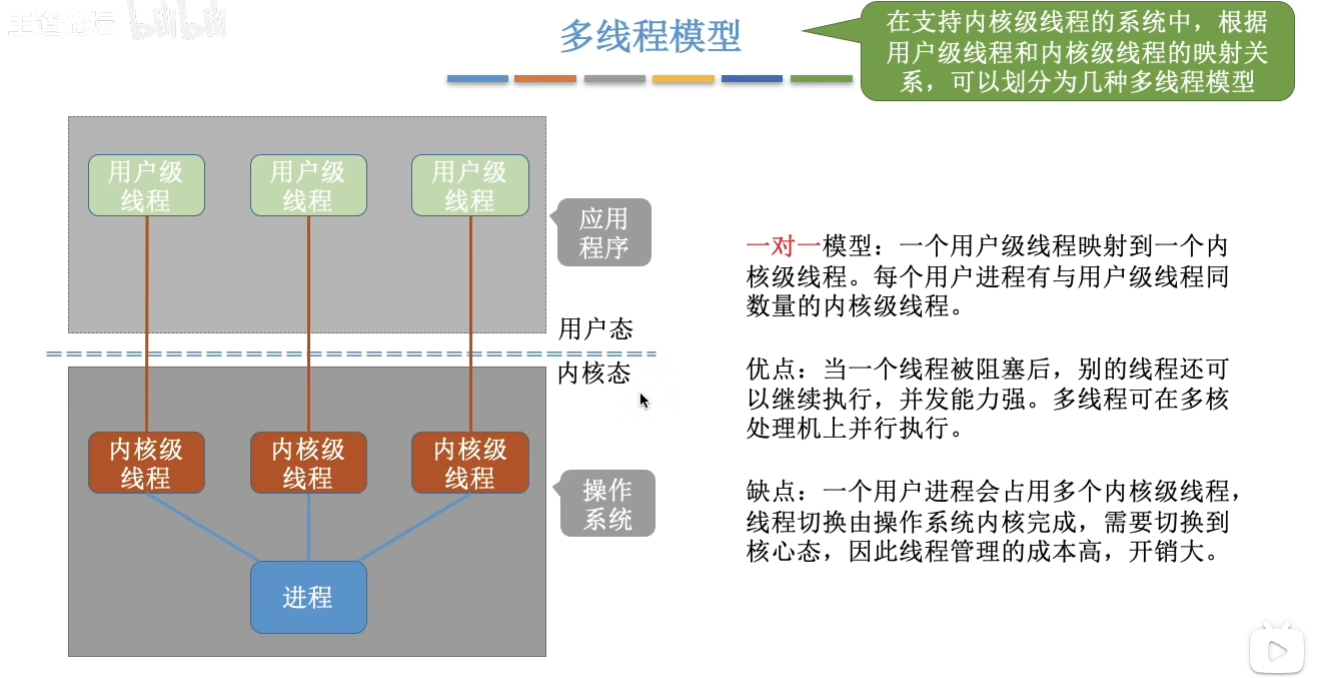 王道论坛 bilibili
多线程模型
在支持内核级线程的系统中，根据
用户级线程和内核级线程的映射关
系，可以划分为几种多线程模型
用户级
线程
用户级
线程
用户级
线程
应用
程序
用户态
内核态
内核级
线程
内核级
线程
内核级
线程
操作
系统
进程
一对一模型：一个用户级线程映射到一个内
核级线程。每个用户进程有与用户级线程同
数量的内核级线程。
优点：当一个线程被阻塞后，别的线程还可
以继续执行，并发能力强。多线程可在多核
处理机上并行执行。
缺点：一个用户进程会占用多个内核级线程，
线程切换由操作系统内核完成，需要切换到
核心态，因此线程管理的成本高，开销大。